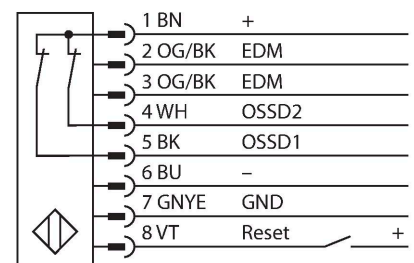 1 BN +
2 OG/BK EDM
3 OG/BK EDM
4 WH OSSD2
5 BK OSSD1
6 BU –
7 GNYE GND
8 VT Reset +